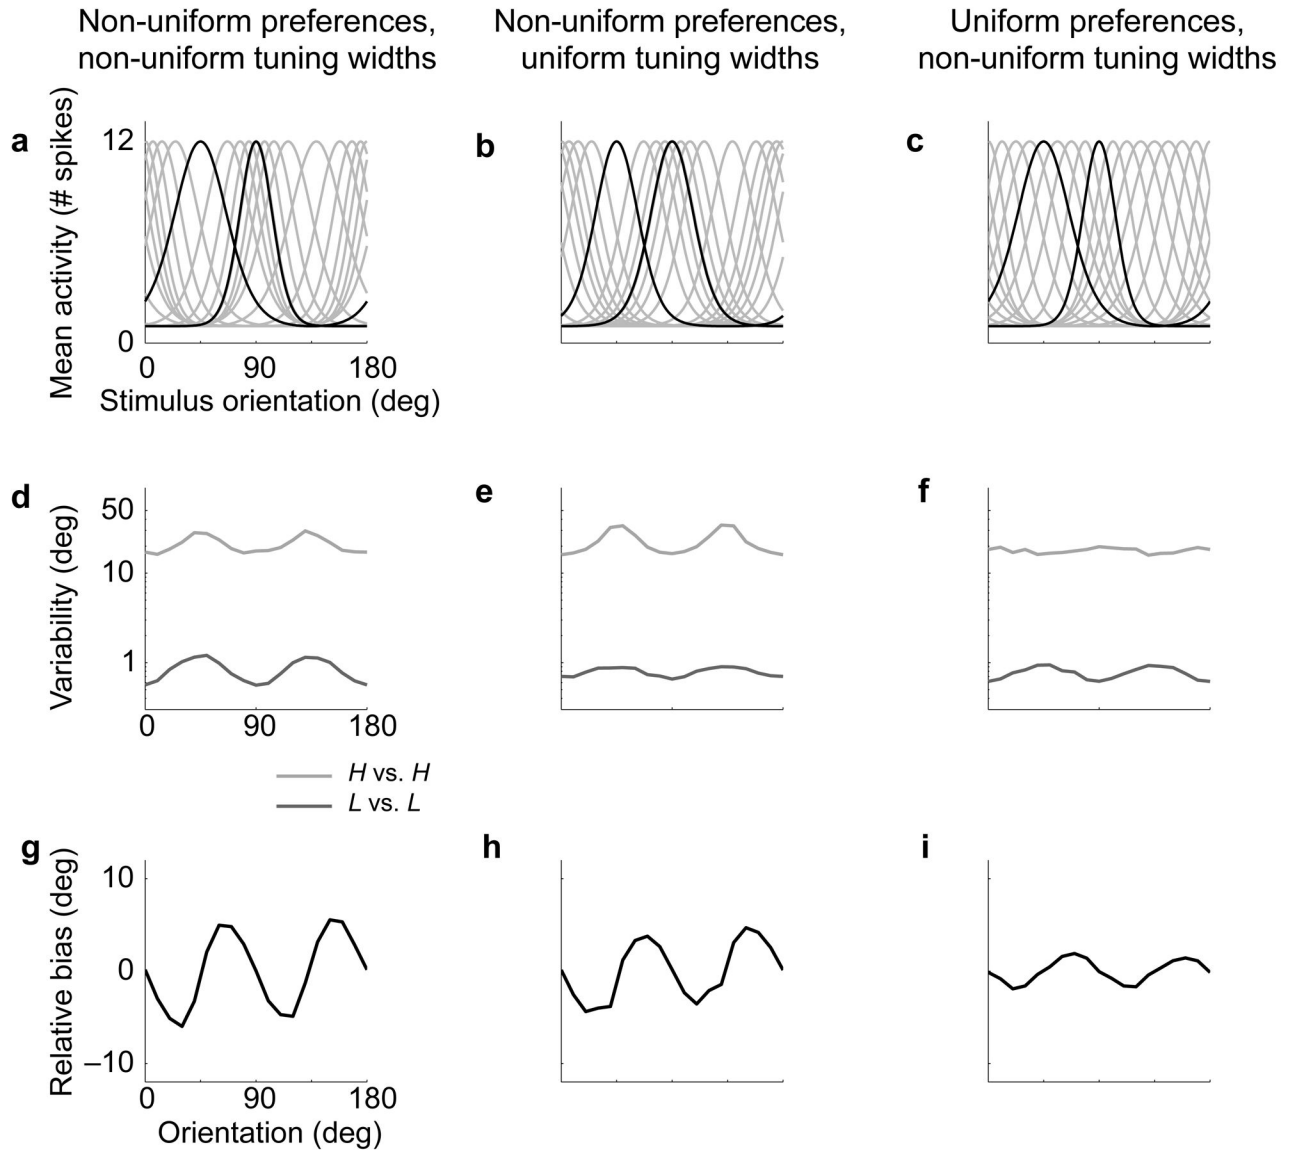 Non-uniform preferences,
non-uniform tuning widths
Non-uniform preferences,
uniform tuning widths
Uniform preferences,
non-uniform tuning widths
a
Mean activity (# spikes)
12
0
0 90 180
Stimulus orientation (deg)
b
c
d
Variability (deg)
50
10
1
0 90 180
H vs. H
L vs. L
e
f
g
Relative bias (deg)
10
0
–10
0 90 180
Orientation (deg)
h
i